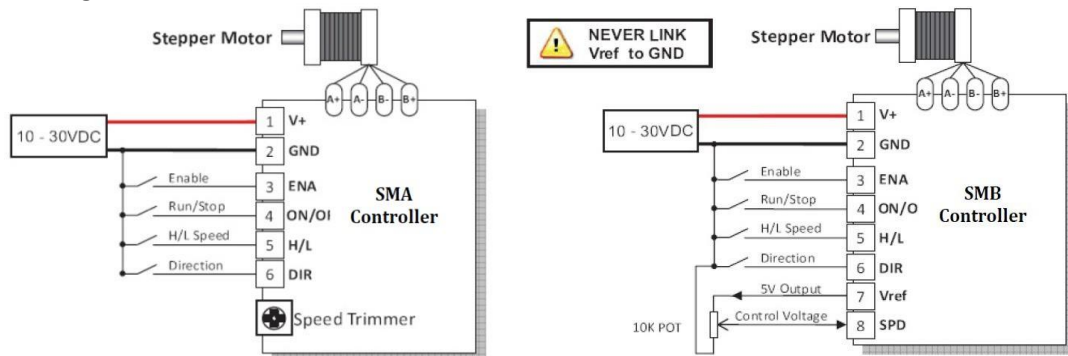 Stepper Motor
A+ A- B- B+
10 - 30VDC
1 V+
2 GND
Enable 3 ENA
Run/Stop 4 ON/OI
H/L Speed 5 H/L
Direction 6 DIR
SMA
Controller
Speed Trimmer
NEVER LINK
Vref to GND
Stepper Motor
A+ A- B- B+
10 - 30VDC
1 V+
2 GND
Enable 3 ENA
Run/Stop 4 ON/O
H/L Speed 5 H/L
Direction 6 DIR
5V Output 7 Vref
10K POT Control Voltage 8 SPD
SMB
Controller